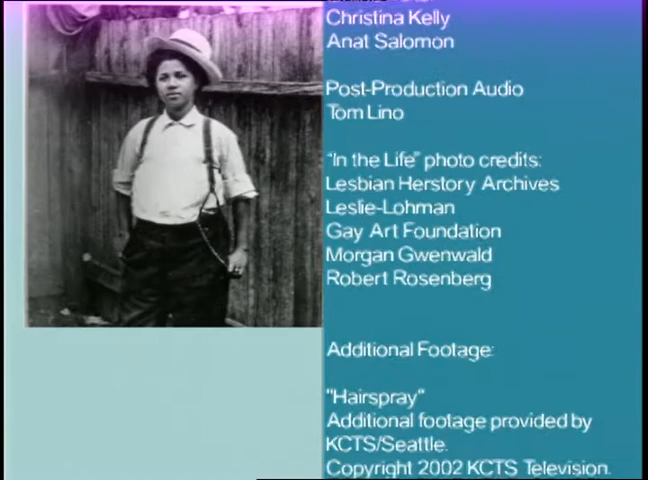 Christina Kelly
Anat Salomon
Post-Production Audio
Tom Lino
"In the Life" photo credits:
Lesbian Herstory Archives
Leslie-Lohman
Gay Art Foundation
Morgan Gwenwald
Robert Rosenberg
Additional Footage:
"Hairspray"
Additional footage provided by
KCTS/Seattle.
Copyright 2002 KCTS Television.